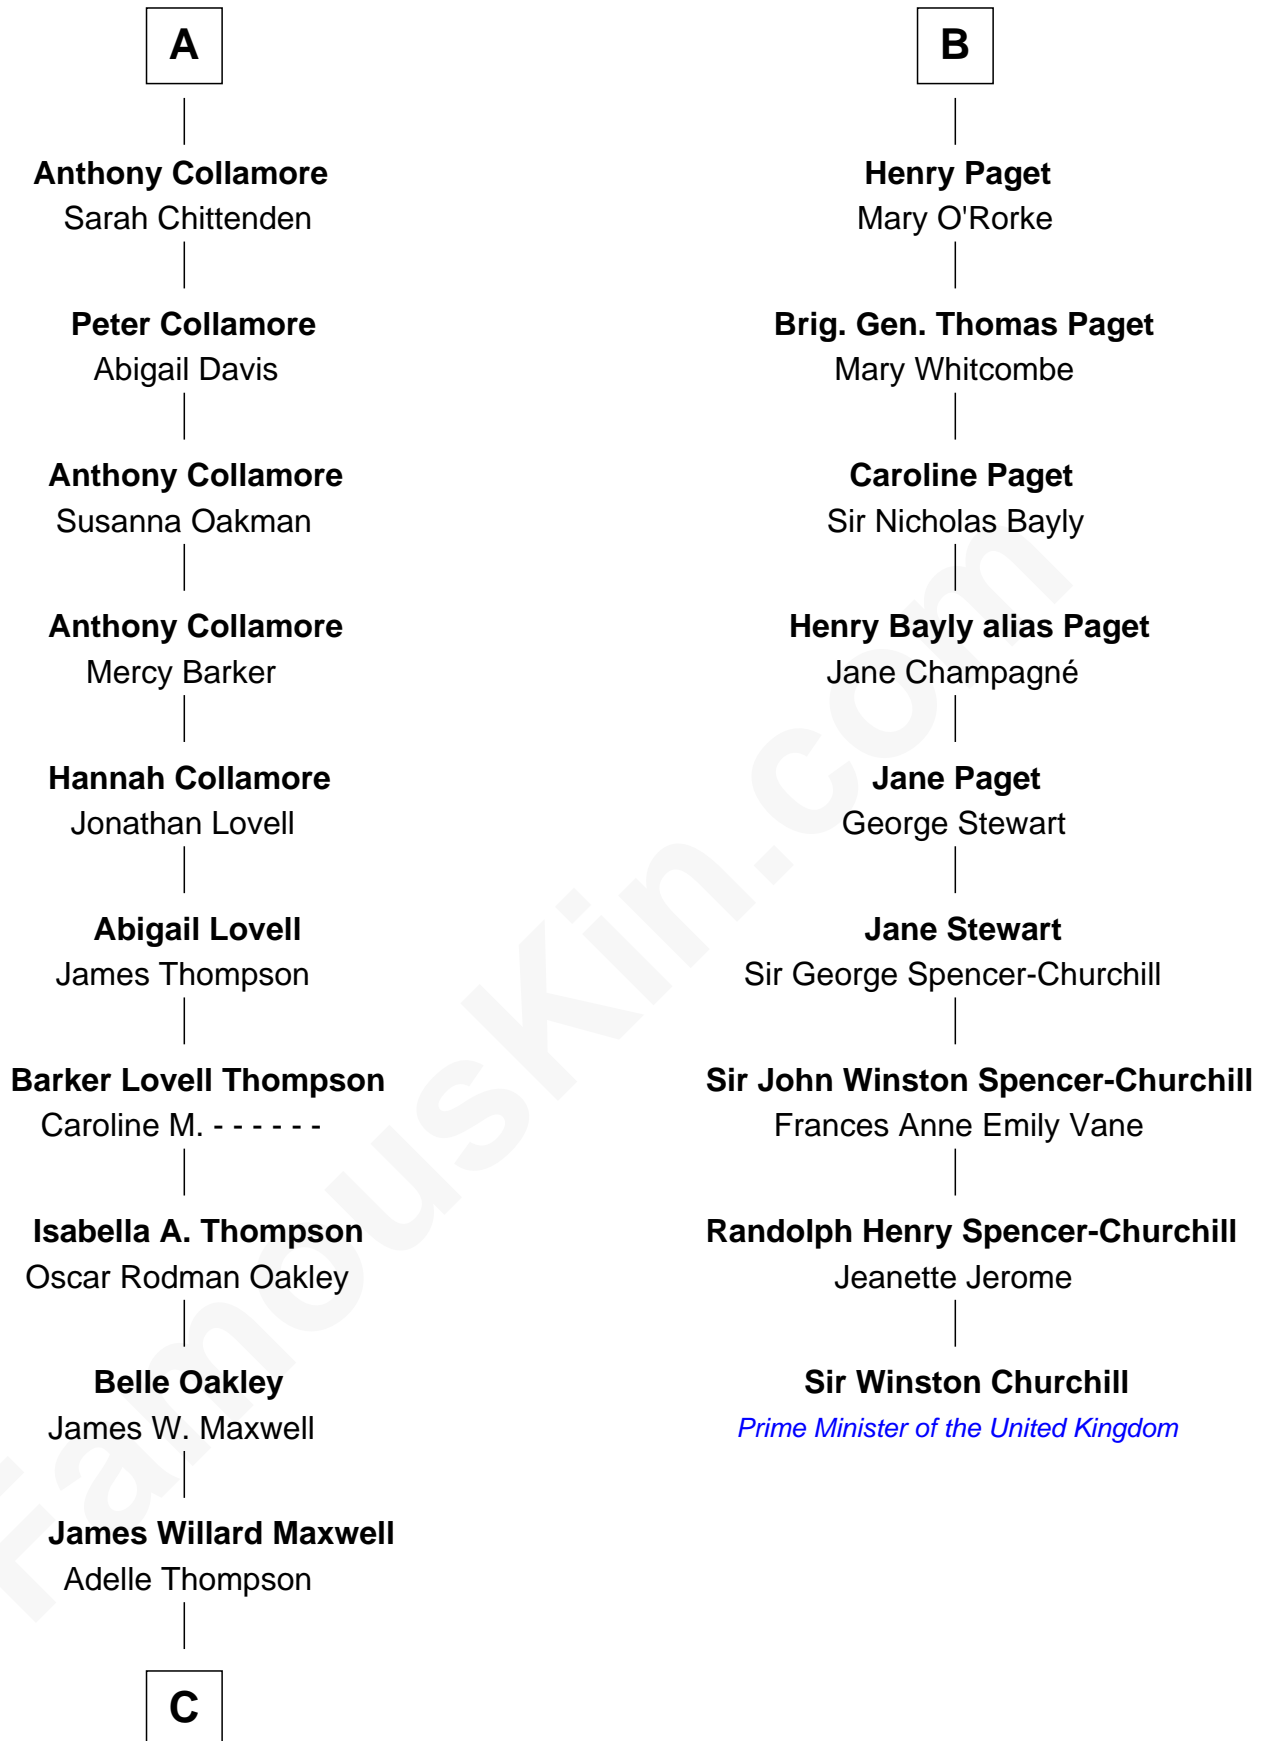 A
Anthony Collamore
Sarah Chittenden
Peter Collamore
Abigail Davis
Anthony Collamore
Susanna Oakman
Anthony Collamore
Mercy Barker
Hannah Collamore
Jonathan Lovell
Abigail Lovell
James Thompson
Barker Lovell Thompson
Caroline M. - - - - - -
Isabella A. Thompson
Oscar Rodman Oakley
Belle Oakley
James W. Maxwell
James Willard Maxwell
Adelle Thompson
C
B
Henry Paget
Mary O'Rorke
Brig. Gen. Thomas Paget
Mary Whitcombe
Caroline Paget
Sir Nicholas Bayly
Henry Bayly alias Paget
Jane Champagné
Jane Paget
George Stewart
Jane Stewart
Sir George Spencer-Churchill
Sir John Winston Spencer-Churchill
Frances Anne Emily Vane
Randolph Henry Spencer-Churchill
Jeanette Jerome
Sir Winston Churchill
Prime Minister of the United Kingdom
FamousKin.com